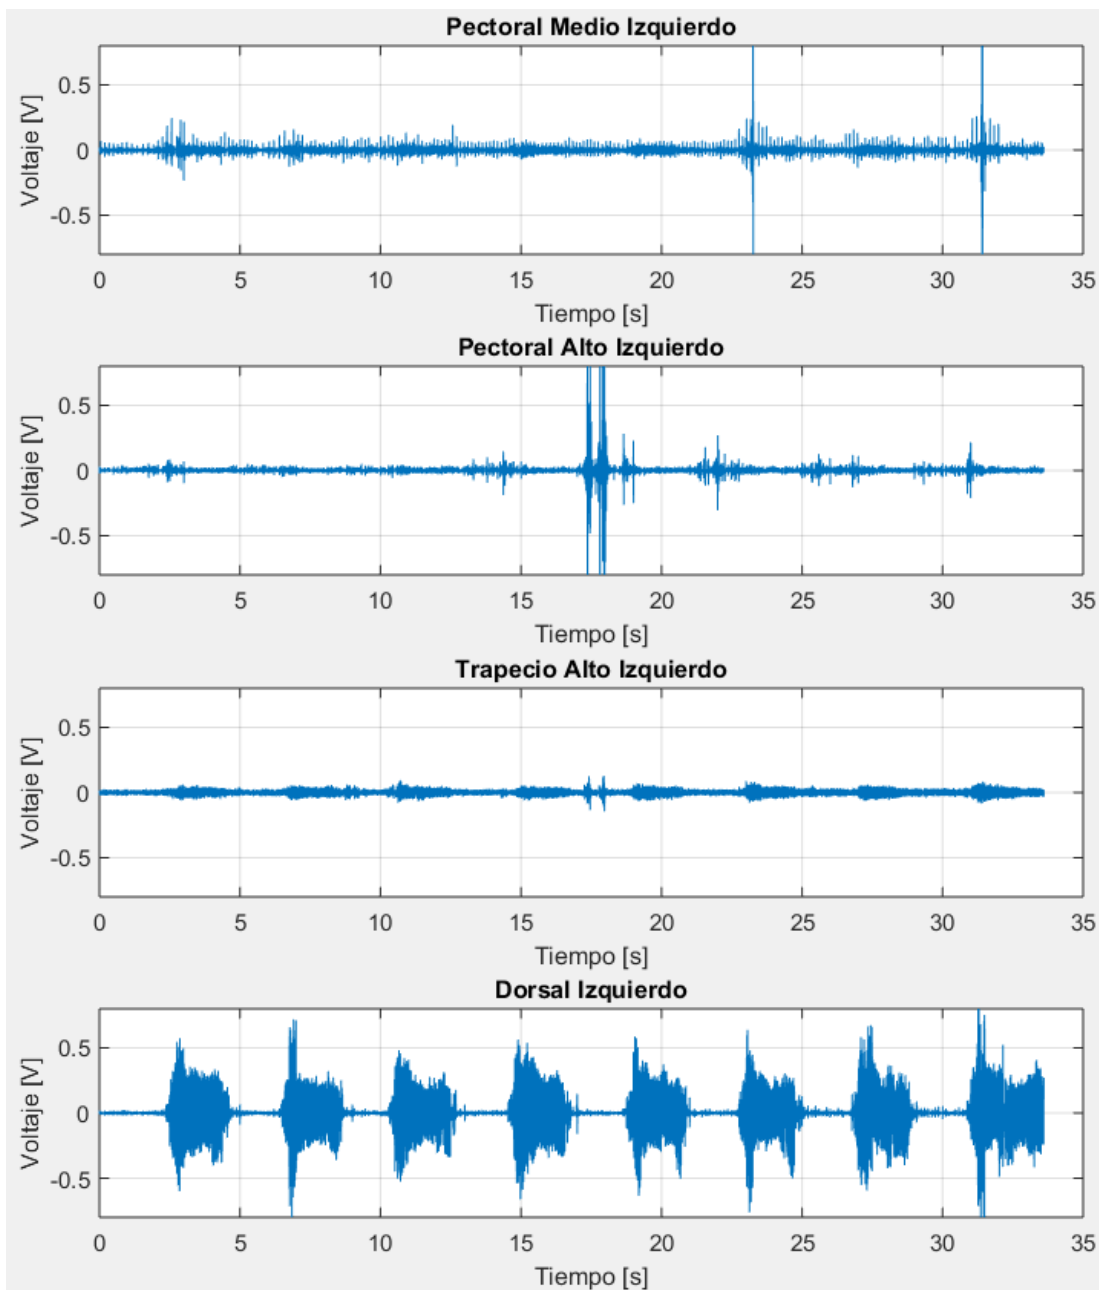 Pectoral Medio Izquierdo
0.5
0
-0.5
Voltaje [V]
0 5 10 15 20 25 30 35
Tiempo [s]
Pectoral Alto Izquierdo
0.5
0
-0.5
Voltaje [V]
0 5 10 15 20 25 30 35
Tiempo [s]
Trapecio Alto Izquierdo
0.5
0
-0.5
Voltaje [V]
0 5 10 15 20 25 30 35
Tiempo [s]
Dorsal Izquierdo
0.5
0
-0.5
Voltaje [V]
0 5 10 15 20 25 30 35
Tiempo [s]